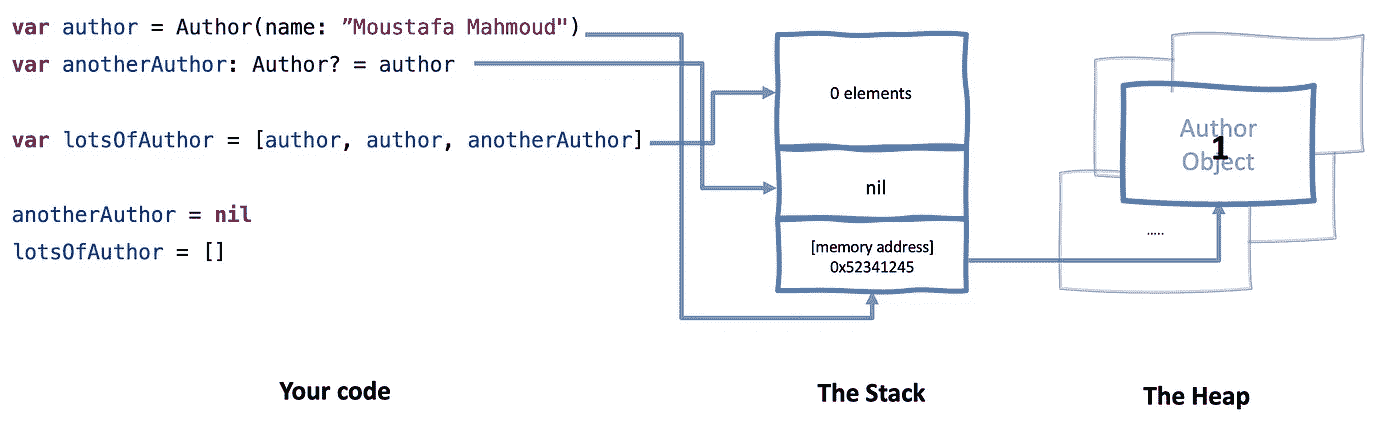 var author = Author(name: ”Moustafa Mahmoud")
var anotherAuthor: Author? = author
var lotsOfAuthor = [author, author, anotherAuthor]
anotherAuthor = nil
lotsOfAuthor = []
0 elements
nil
[memory address]
0x52341245
Author
1
Object
.....
Your code
The Stack
The Heap